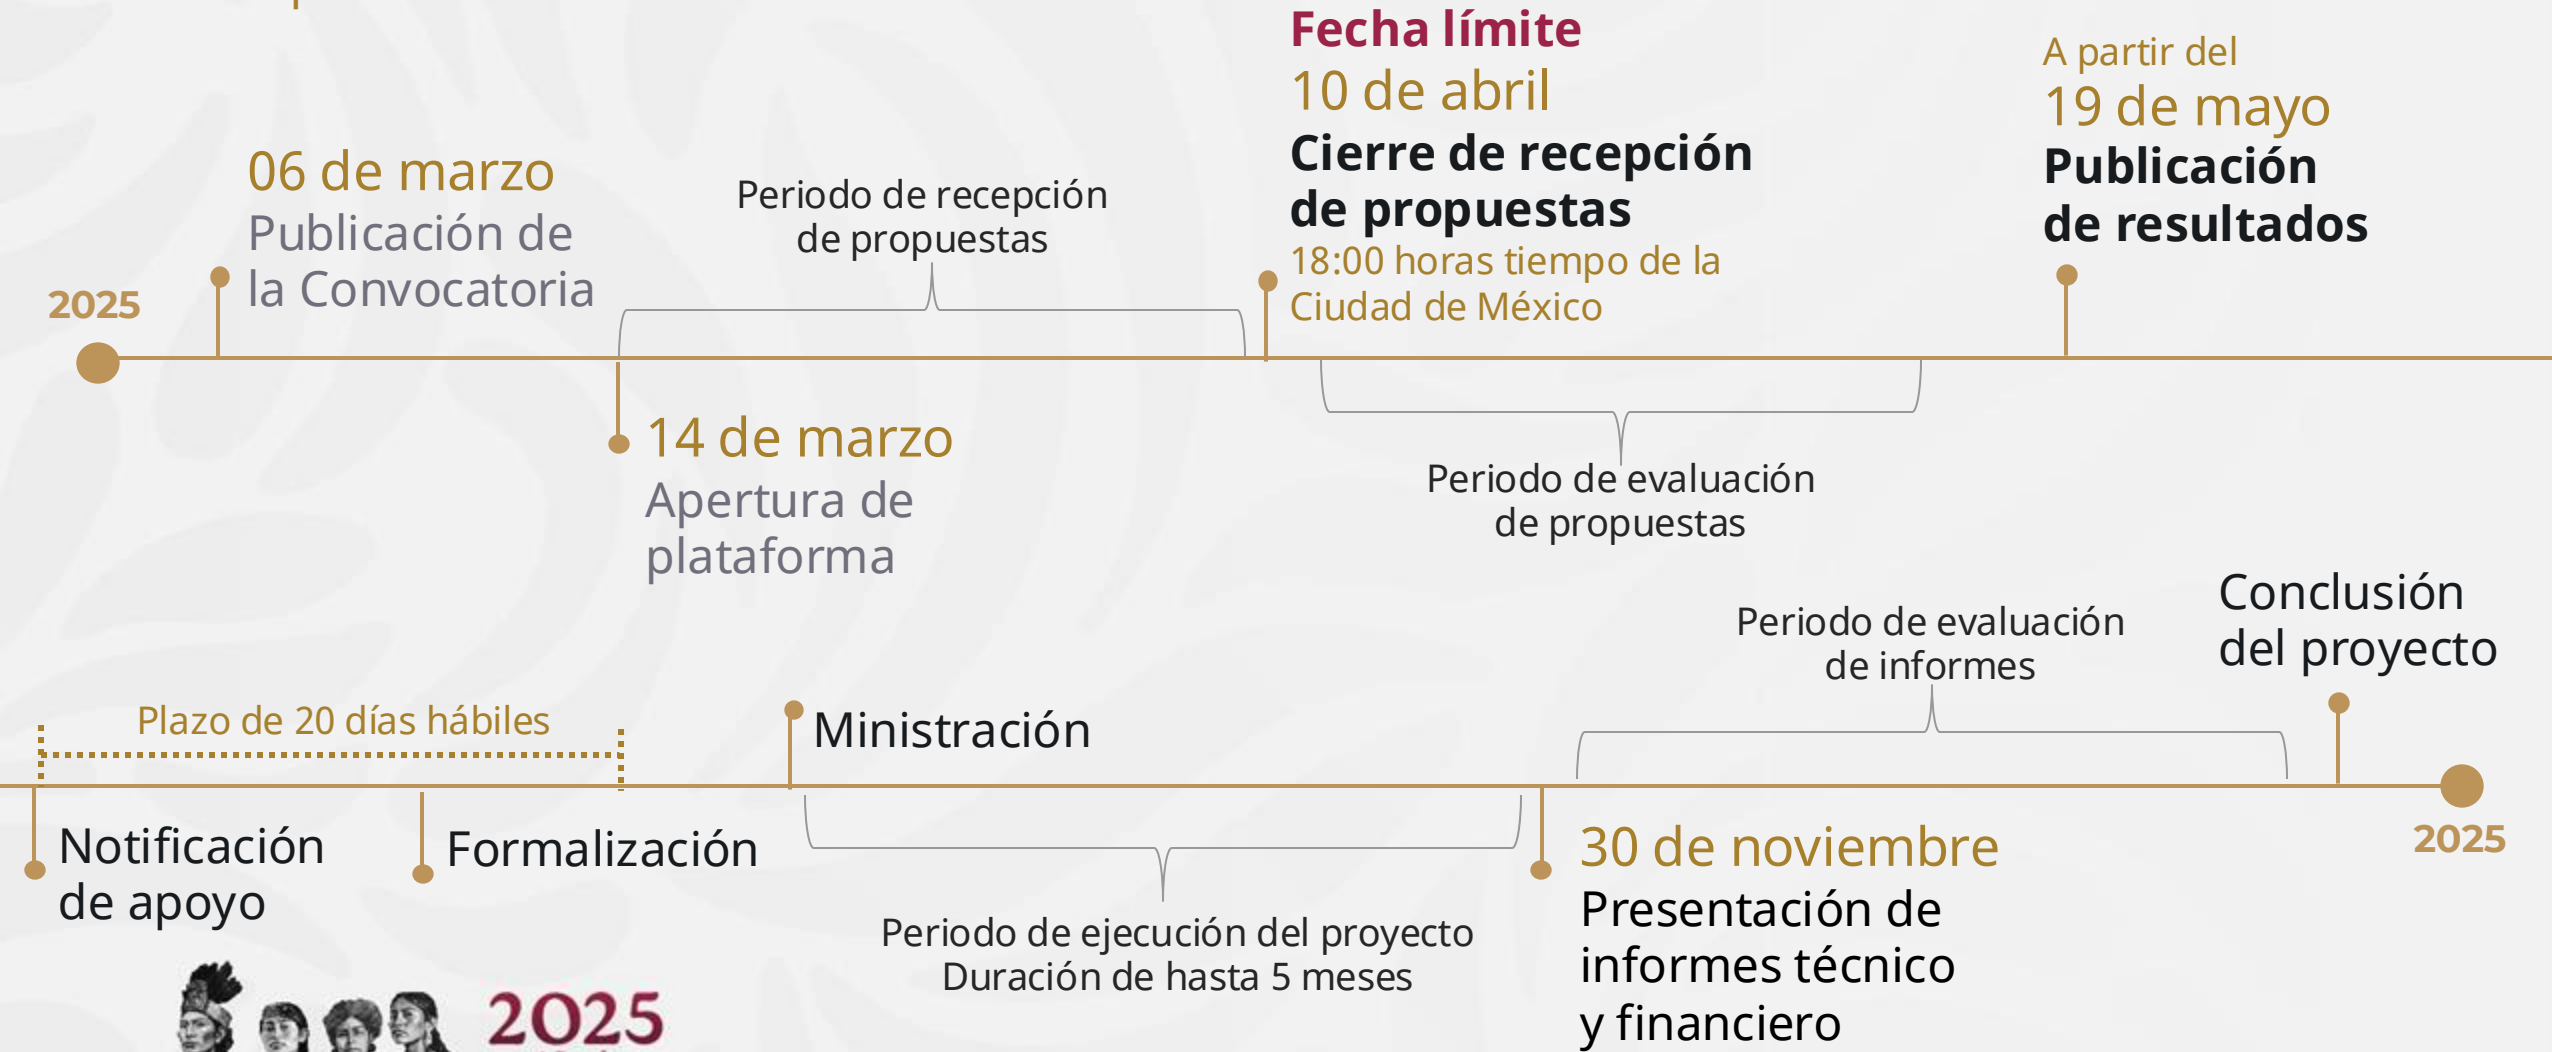 Fecha límite
10 de abril
Cierre de recepción
de propuestas
18:00 horas tiempo de la
Ciudad de México
A partir del
19 de mayo
Publicación
de resultados
06 de marzo
Publicación de
la Convocatoria
Periodo de recepción
de propuestas
2025
14 de marzo
Apertura de
plataforma
Periodo de evaluación
de propuestas
Conclusión
del proyecto
Periodo de evaluación
de informes
Plazo de 20 días hábiles
Ministración
Notificación
de apoyo
Formalización
30 de noviembre
Presentación de
informes técnico
y financiero
2025
Periodo de ejecución del proyecto
Duración de hasta 5 meses
2025